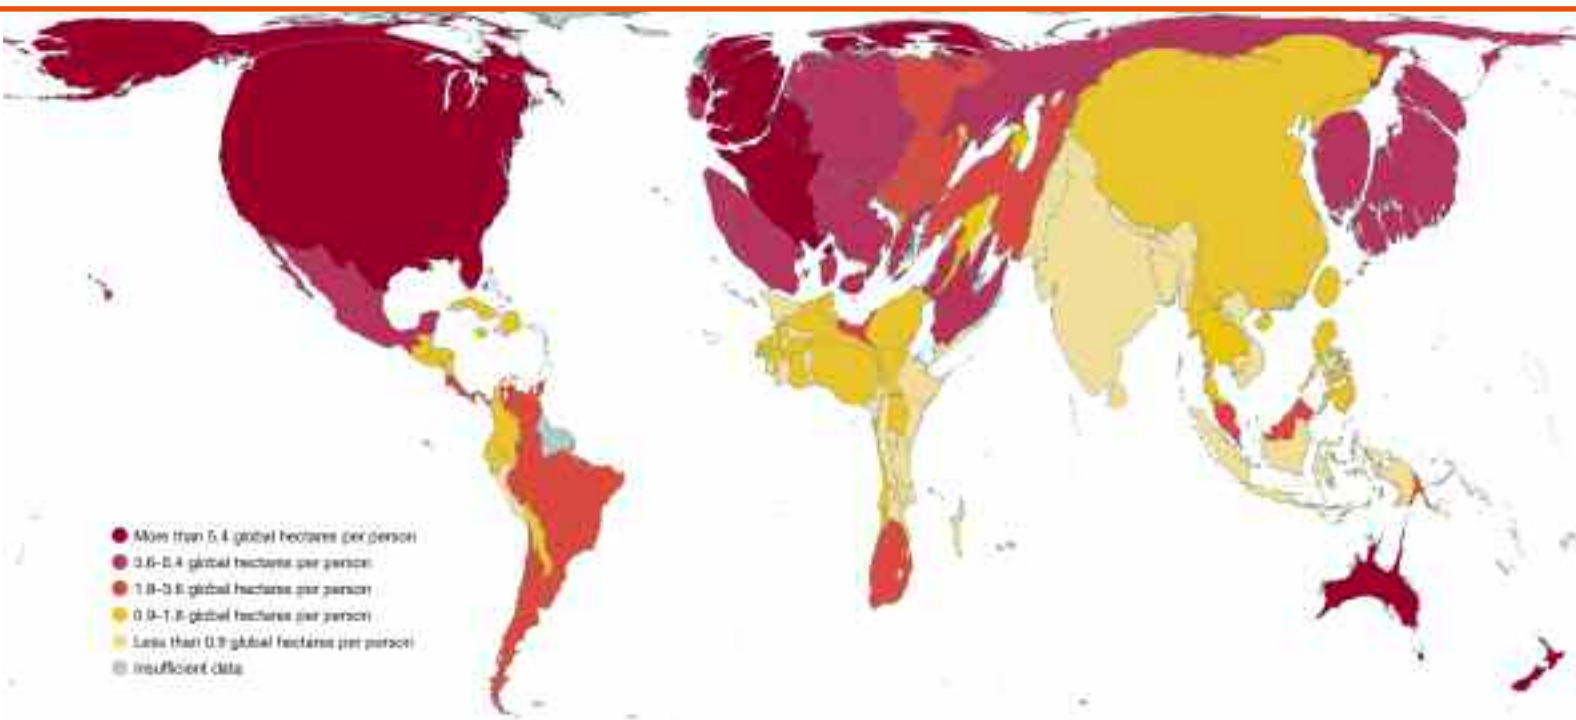 More than 5.4 global hectares per person
3.6–5.4 global hectares per person
1.8–3.6 global hectares per person
0.9–1.8 global hectares per person
Less than 0.9 global hectares per person
Insufficient data